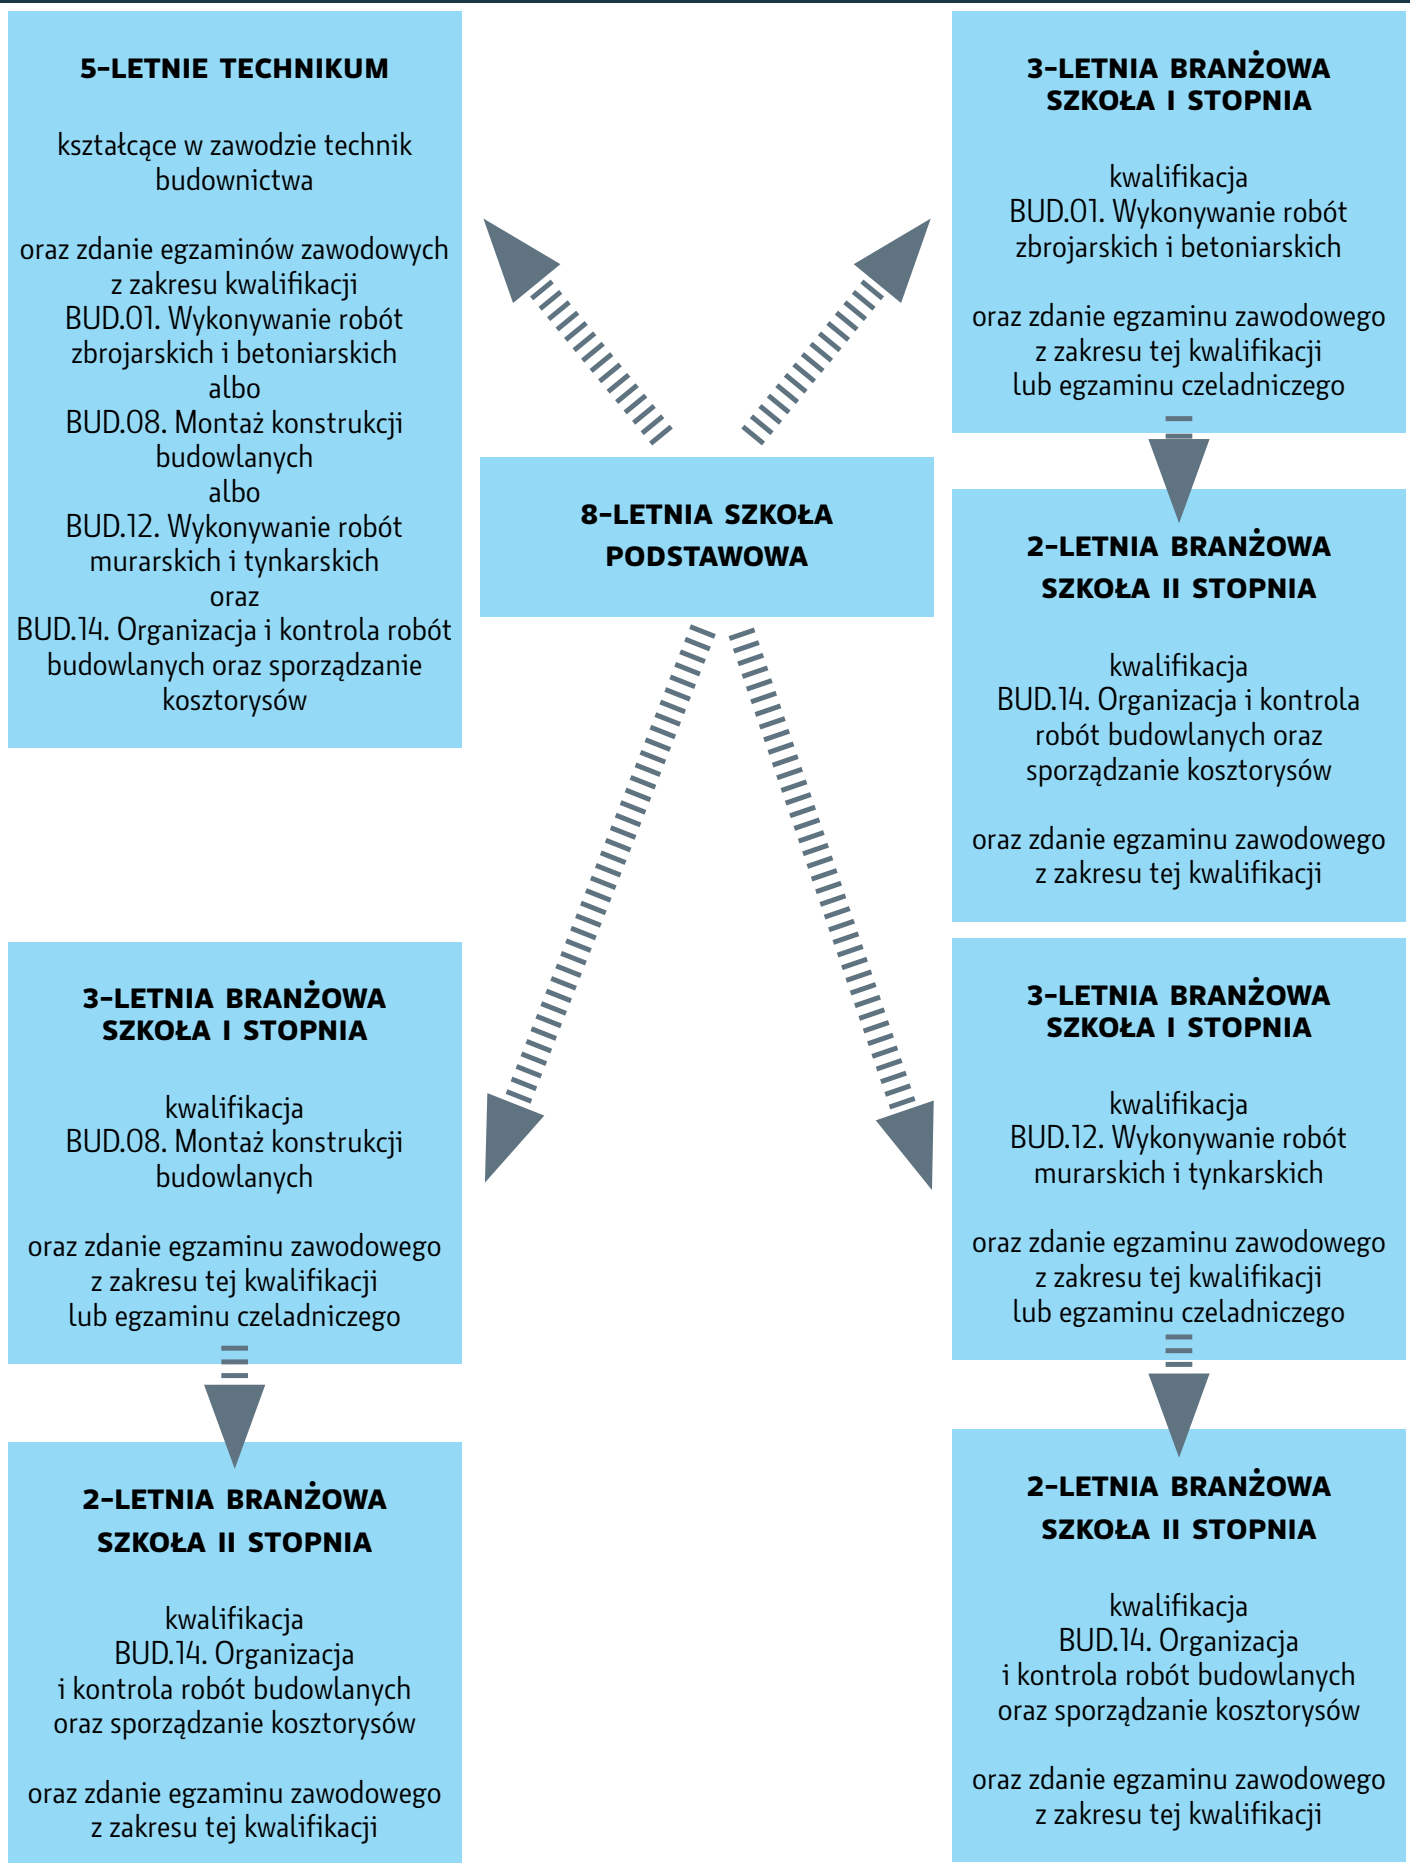 5-LETNIE TECHNIKUM
kształcące w zawodzie technik
budownictwa
oraz zdanie egzaminów zawodowych
z zakresu kwalifikacji
BUD.01. Wykonywanie robót
zbrojarskich i betoniarskich
albo
BUD.08. Montaż konstrukcji
budowlanych
albo
BUD.12. Wykonywanie robót
murarskich i tynkarskich
oraz
BUD.14. Organizacja i kontrola robót
budowlanych oraz sporządzanie
kosztorysów
3-LETNIA BRANŻOWA
SZKOŁA I STOPNIA
kwalifikacja
BUD.01. Wykonywanie robót
zbrojarskich i betoniarskich
oraz zdanie egzaminu zawodowego
z zakresu tej kwalifikacji
lub egzaminu czeladniczego
8-LETNIA SZKOŁA
PODSTAWOWA
2-LETNIA BRANŻOWA
SZKOŁA II STOPNIA
kwalifikacja
BUD.14. Organizacja i kontrola
robót budowlanych oraz
sporządzanie kosztorysów
oraz zdanie egzaminu zawodowego
z zakresu tej kwalifikacji
3-LETNIA BRANŻOWA
SZKOŁA I STOPNIA
kwalifikacja
BUD.08. Montaż konstrukcji
budowlanych
oraz zdanie egzaminu zawodowego
z zakresu tej kwalifikacji
lub egzaminu czeladniczego
3-LETNIA BRANŻOWA
SZKOŁA I STOPNIA
kwalifikacja
BUD.12. Wykonywanie robót
murarskich i tynkarskich
oraz zdanie egzaminu zawodowego
z zakresu tej kwalifikacji
lub egzaminu czeladniczego
2-LETNIA BRANŻOWA
SZKOŁA II STOPNIA
kwalifikacja
BUD.14. Organizacja
i kontrola robót budowlanych
oraz sporządzanie kosztorysów
oraz zdanie egzaminu zawodowego
z zakresu tej kwalifikacji
2-LETNIA BRANŻOWA
SZKOŁA II STOPNIA
kwalifikacja
BUD.14. Organizacja
i kontrola robót budowlanych
oraz sporządzanie kosztorysów
oraz zdanie egzaminu zawodowego
z zakresu tej kwalifikacji